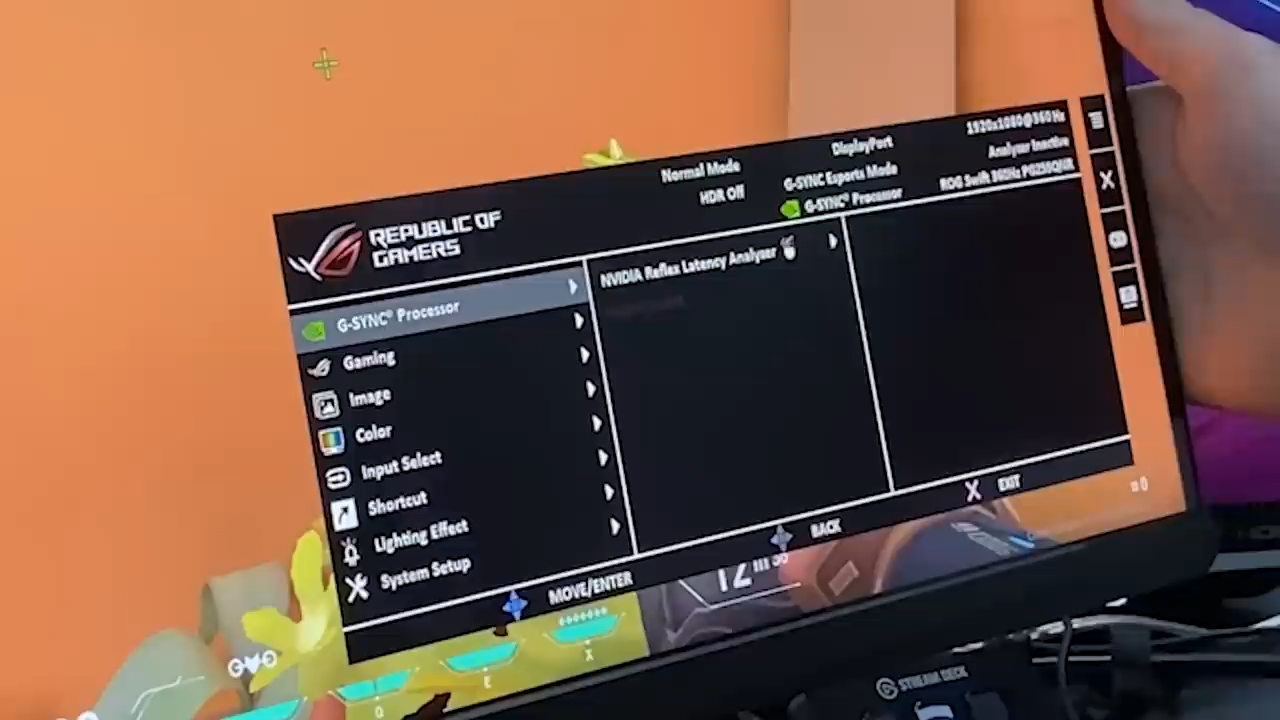 1920x1080@360Hz
DisplayPort
Analyzer Inactive
Normal Mode
G-SYNC Esports Mode
HDR Off
G-SYNC® Processor
REPUBLIC OF
GAMERS
NVIDIA Reflex Latency Analyzer
G-SYNC® Processor
Gaming
Image
Color
Input Select
Shortcut
Lighting Effect
System Setup
EXIT
BACK
MOVE/ENTER
0
12
X
E
Q
STREAM DECK